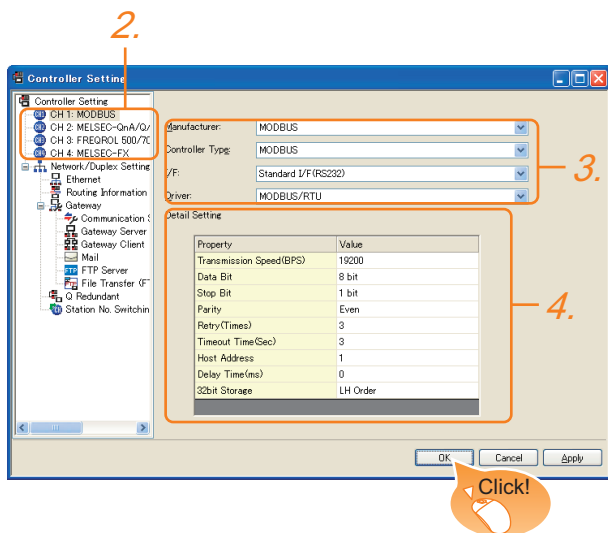 2.
Controller Setting
Controller Setting
CH 1: MODBUS
CH 2: MELSEC-QnA/Q/
CH 3: FREQROL 500/70
CH 4: MELSEC-FX
Network/Duplex Setting
Ethernet
Routing Information
Gateway
Communication S
Gateway Server
Gateway Client
Mail
FTP Server
File Transfer (FT
Q Redundant
Station No. Switchin
Manufacturer: MODBUS
Controller Type: MODBUS
I/F: Standard I/F(RS232)
Driver: MODBUS/RTU
3.
Detail Setting
Property Value
Transmission Speed(BPS) 19200
Data Bit 8 bit
Stop Bit 1 bit
Parity Even
Retry(Times) 3
Timeout Time(Sec) 3
Host Address 1
Delay Time(ms) 0
32bit Storage LH Order
4.
OK Cancel Apply
Click!